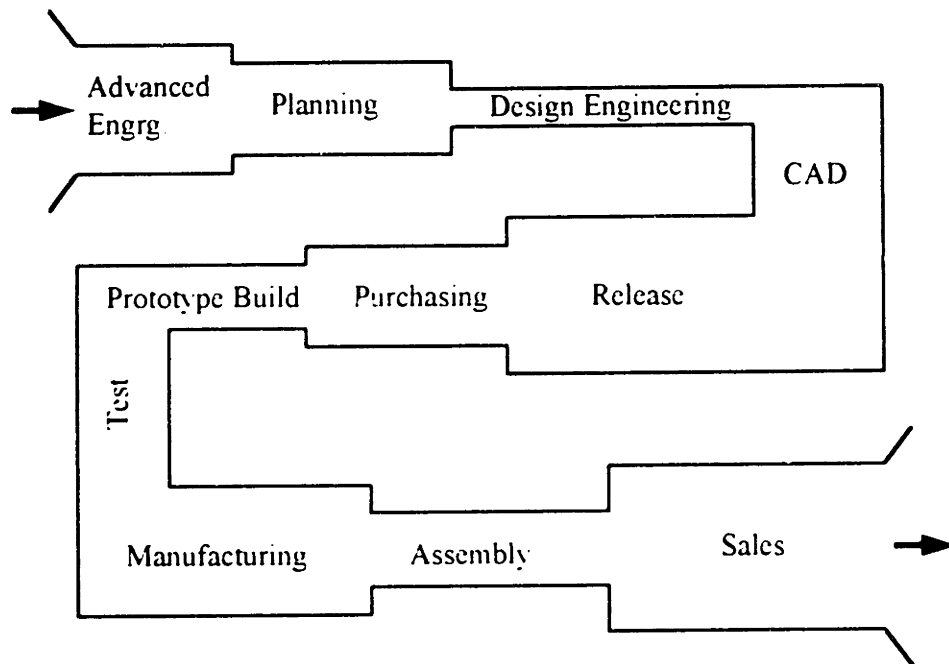 Advanced
Engrg.
Planning
Design Engineering
CAD
Prototype Build
Purchasing
Release
Test
Manufacturing
Assembly
Sales